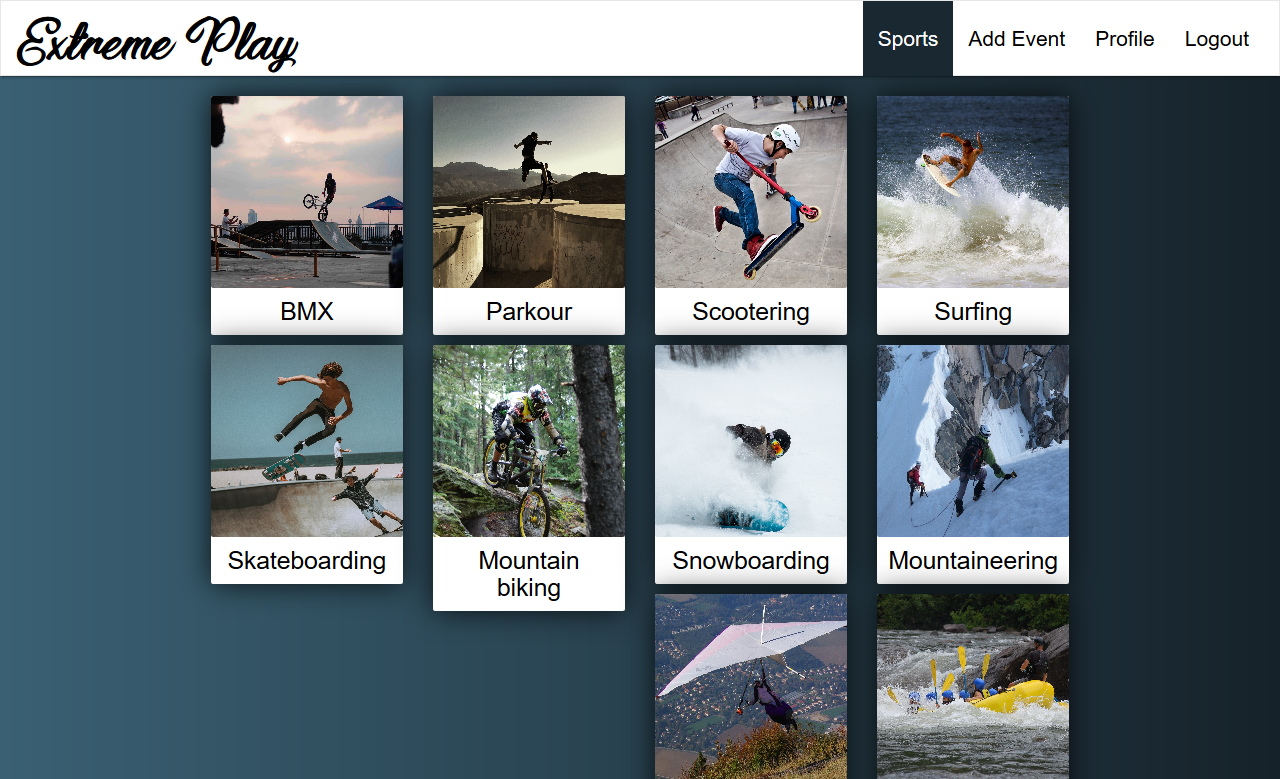 Extreme Play
Sports
Add Event
Profile
Logout
BMX
Parkour
Scootering
Surfing
Skateboarding
Mountain
biking
Snowboarding
Mountaineering